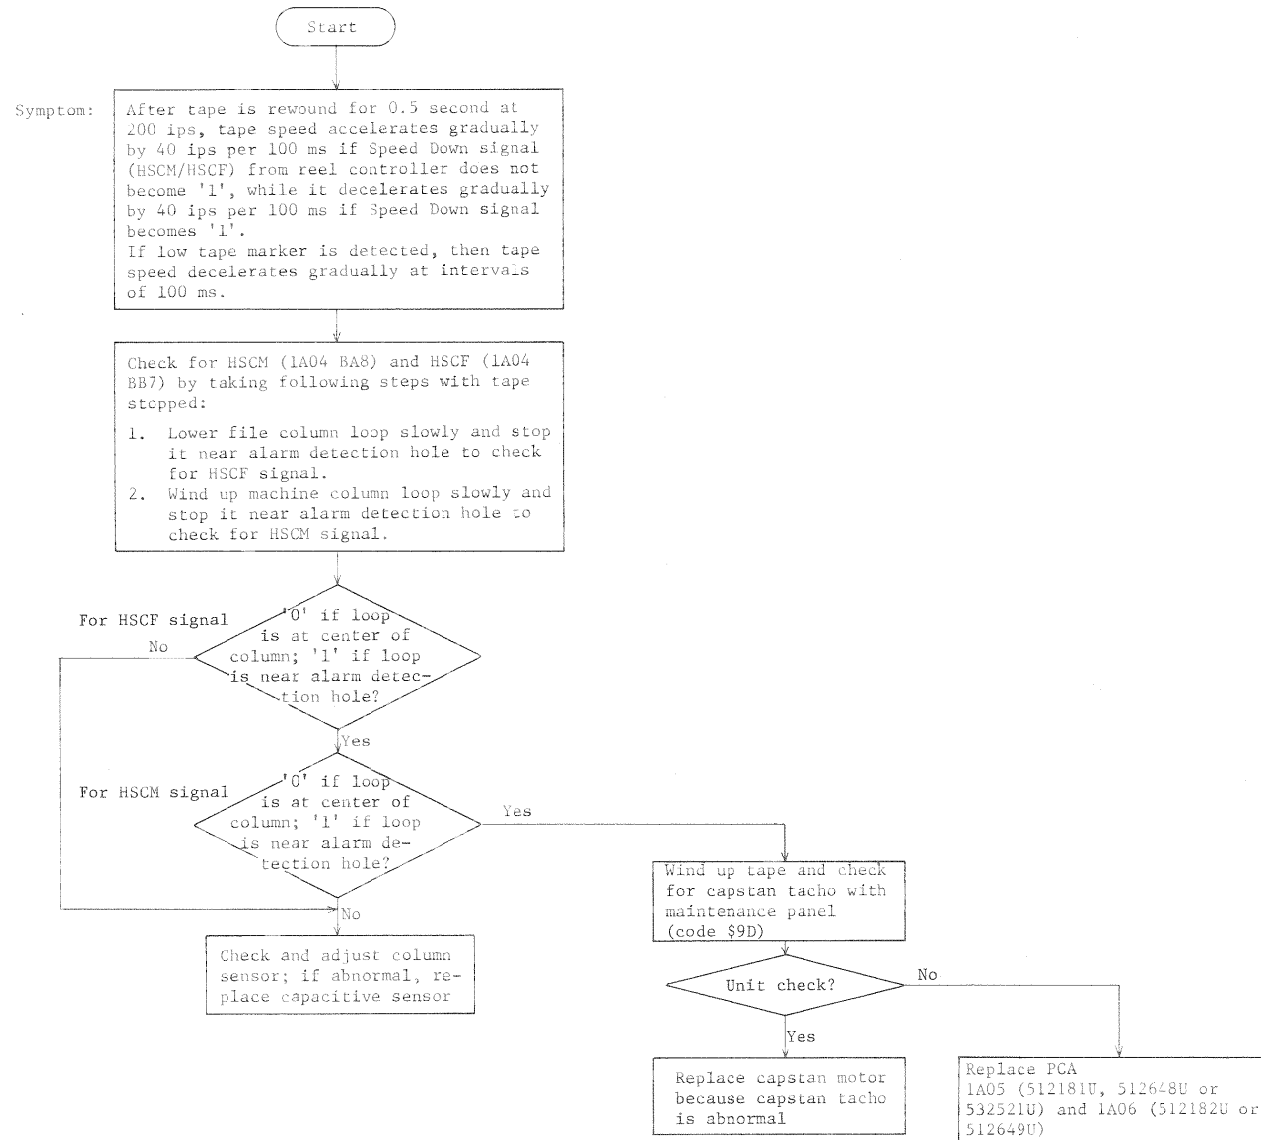 Start
Symptom:
After tape is rewound for 0.5 second at
200 ips, tape speed accelerates gradually
by 40 ips per 100 ms if Speed Down signal
(HSCM/HSCF) from reel controller does not
become '1', while it decelerates gradually
by 40 ips per 100 ms if Speed Down signal
becomes '1'.
If low tape marker is detected, then tape
speed decelerates gradually at intervals
of 100 ms.
Check for HSCM (1A04 BA8) and HSCF (1A04
BB7) by taking following steps with tape
stopped:
1. Lower file column loop slowly and stop
it near alarm detection hole to check
for HSCF signal.
2. Wind up machine column loop slowly and
stop it near alarm detection hole to
check for HSCM signal.
For HSCF signal
'0' if loop
is at center of
column; '1' if loop
is near alarm detec-
tion hole?
No
Yes
For HSCM signal
'0' if loop
is at center of
column; '1' if loop
is near alarm de-
tection hole?
Yes
No
Check and adjust column
sensor; if abnormal, re-
place capacitive sensor
Wind up tape and check
for capstan tacho with
maintenance panel
(code $9D)
Unit check?
No
Yes
Replace capstan motor
because capstan tacho
is abnormal
Replace PCA
1A05 (512181U, 512648U or
532521U) and 1A06 (512182U or
512649U)